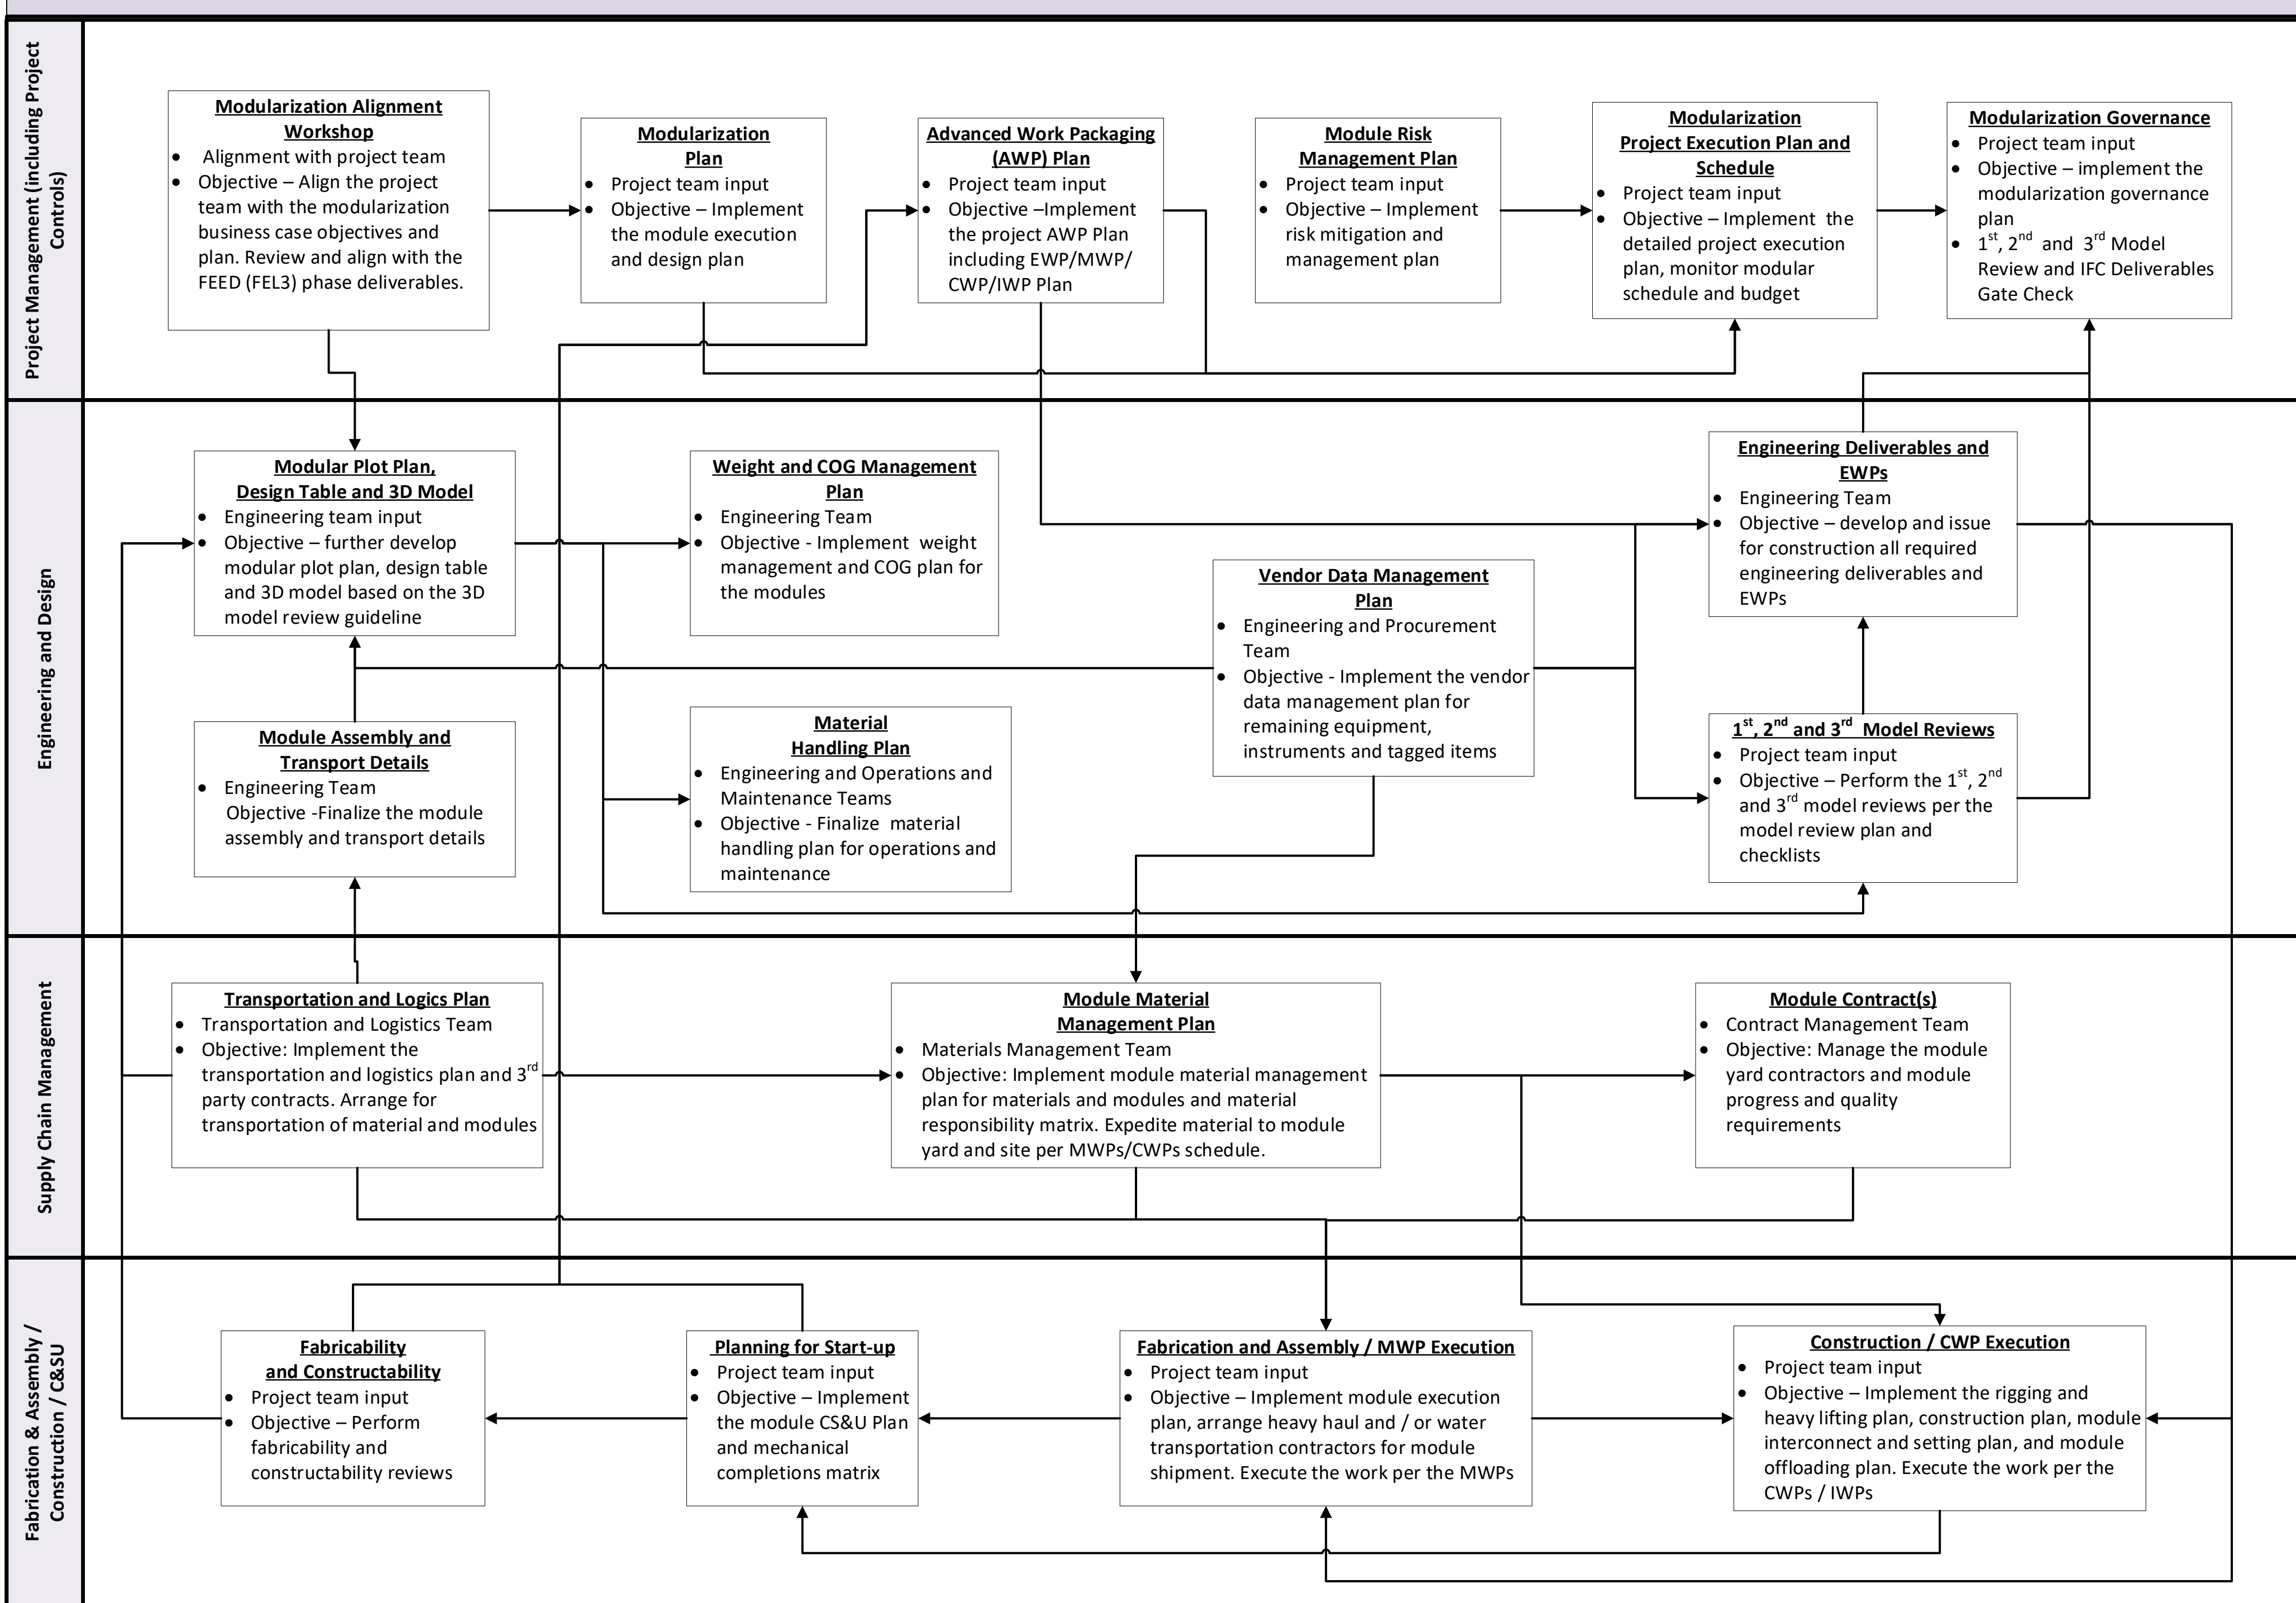 Project Management (including Project
Controls)
Modularization Alignment
Workshop
• Alignment with project team
• Objective – Align the project
team with the modularization
business case objectives and
plan. Review and align with the
FEED (FEL3) phase deliverables.
Modularization
Plan
• Project team input
• Objective – Implement
the module execution
and design plan
Advanced Work Packaging
(AWP) Plan
• Project team input
• Objective –Implement
the project AWP Plan
including EWP/MWP/
CWP/IWP Plan
Module Risk
Management Plan
• Project team input
• Objective – Implement
risk mitigation and
management plan
Modularization
Project Execution Plan and
Schedule
• Project team input
• Objective – Implement the
detailed project execution
plan, monitor modular
schedule and budget
Modularization Governance
• Project team input
• Objective – implement the
modularization governance
plan
• 1st, 2nd and 3rd Model
Review and IFC Deliverables
Gate Check
Engineering and Design
Modular Plot Plan,
Design Table and 3D Model
• Engineering team input
• Objective – further develop
modular plot plan, design table
and 3D model based on the 3D
model review guideline
Weight and COG Management
Plan
• Engineering Team
• Objective - Implement weight
management and COG plan for
the modules
Vendor Data Management
Plan
• Engineering and Procurement
Team
• Objective - Implement the vendor
data management plan for
remaining equipment,
instruments and tagged items
Engineering Deliverables and
EWPs
• Engineering Team
• Objective – develop and issue
for construction all required
engineering deliverables and
EWPs
Module Assembly and
Transport Details
• Engineering Team
Objective -Finalize the module
assembly and transport details
Material
Handling Plan
• Engineering and Operations and
Maintenance Teams
• Objective - Finalize material
handling plan for operations and
maintenance
1st, 2nd and 3rd Model Reviews
• Project team input
• Objective – Perform the 1st, 2nd
and 3rd model reviews per the
model review plan and
checklists
Supply Chain Management
Transportation and Logics Plan
• Transportation and Logistics Team
• Objective: Implement the
transportation and logistics plan and 3rd
party contracts. Arrange for
transportation of material and modules
Module Material
Management Plan
• Materials Management Team
• Objective: Implement module material management
plan for materials and modules and material
responsibility matrix. Expedite material to module
yard and site per MWPs/CWPs schedule.
Module Contract(s)
• Contract Management Team
• Objective: Manage the module
yard contractors and module
progress and quality
requirements
Fabrication & Assembly /
Construction / C&SU
Fabricability
and Constructability
• Project team input
• Objective – Perform
fabricability and
constructability reviews
Planning for Start-up
• Project team input
• Objective – Implement
the module CS&U Plan
and mechanical
completions matrix
Fabrication and Assembly / MWP Execution
• Project team input
• Objective – Implement module execution
plan, arrange heavy haul and / or water
transportation contractors for module
shipment. Execute the work per the MWPs
Construction / CWP Execution
• Project team input
• Objective – Implement the rigging and
heavy lifting plan, construction plan, module
interconnect and setting plan, and module
offloading plan. Execute the work per the
CWPs / IWPs